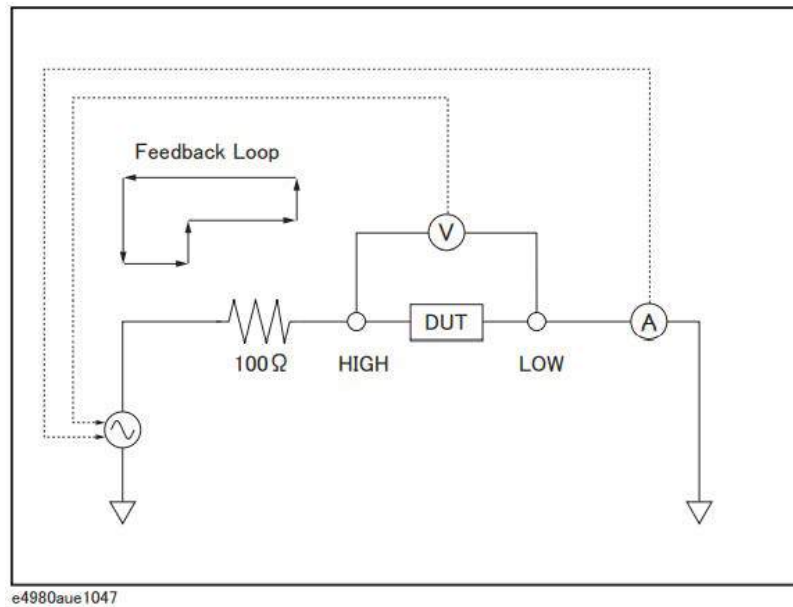 Feedback Loop
V
DUT
A
100Ω
HIGH
LOW
e4980aue1047